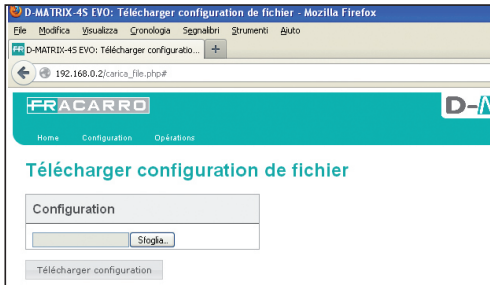 D-MATRIX-4S EVO: Télécharger configuration de fichier - Mozilla Firefox
File Modifica Visualizza Cronologia Segnalibri Strumenti Aiuto
FR D-MATRIX-4S EVO: Télécharger configuratio... +
192.168.0.2/carica_file.php#
FRACARRO
D-M
Home Configuration Opérations
Télécharger configuration de fichier
Configuration
Sfoglia...
Télécharger configuration